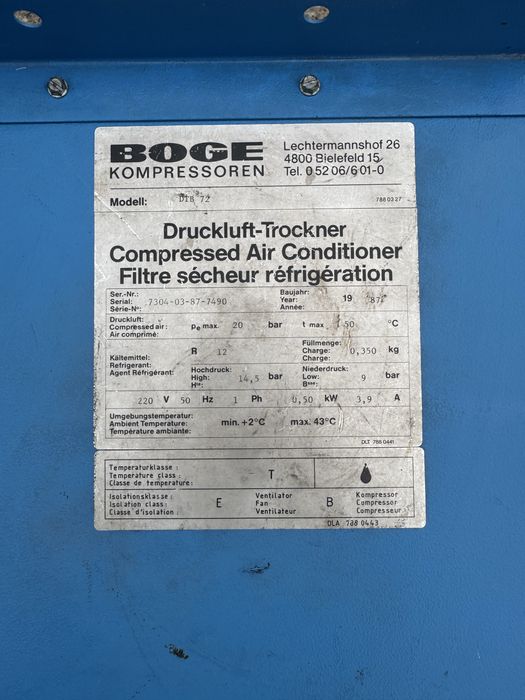 BOGE
KOMPRESSOREN
Lechtermannshof 26
4800 Bielefeld 15
Tel. 0 52 06/6 01-0
Modell: DTB 72 788 0327
Druckluft-Trockner
Compressed Air Conditioner
Filtre sécheur réfrigération
Ser.-Nr.:
Serial: 7304-03-87-7490
Série-Nº:
Baujahr:
Year: 19 87
Année:
Druckluft:
Compressed air: pe max. 20 bar t max. 50 °C
Air comprimé:
Kältemittel: R 12
Refrigerant:
Agent Réfrigérant:
Füllmenge:
Charge: 0,350 kg
Charge:
Hochdruck:
High: 14,5 bar
Hte:
Niederdruck:
Low: 9 bar
Bsse:
220 V 50 Hz 1 Ph 0,50 kW 3,9 A
Umgebungstemperatur:
Ambient Temperature: min. +2°C max. 43°C
Température ambiante:
DLT 788 0441
Temperaturklasse :
Temperature class : T
Classe de température:
Isolationsklasse : Ventilator Kompressor
Isolation class: E Fan B Compressor
Classe d'isolation: Ventilateur Compresseur
DLA 788 0443